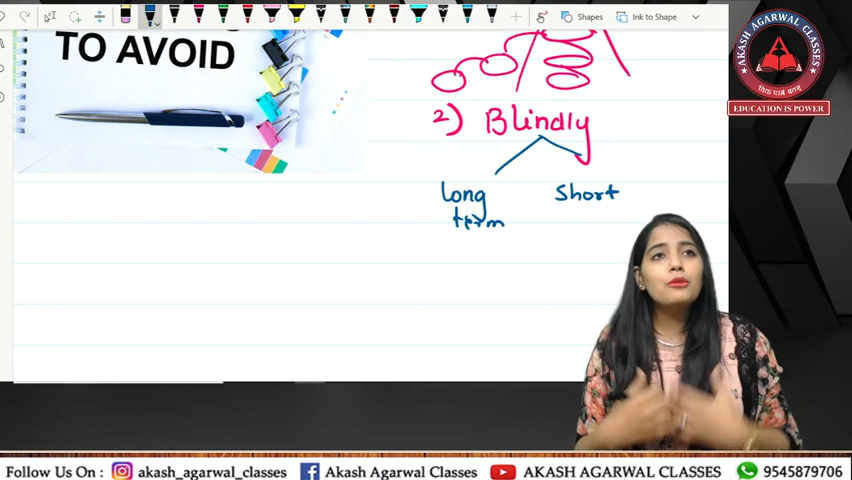 TO AVOID
Shapes
Ink to Shape
AKASH AGARWAL CLASSES
EDUCATION IS POWER
2) Blindly
Long
term
Short
Follow Us On : akash_agarwal_classes Akash Agarwal Classes AKASH AGARWAL CLASSES 9545879706